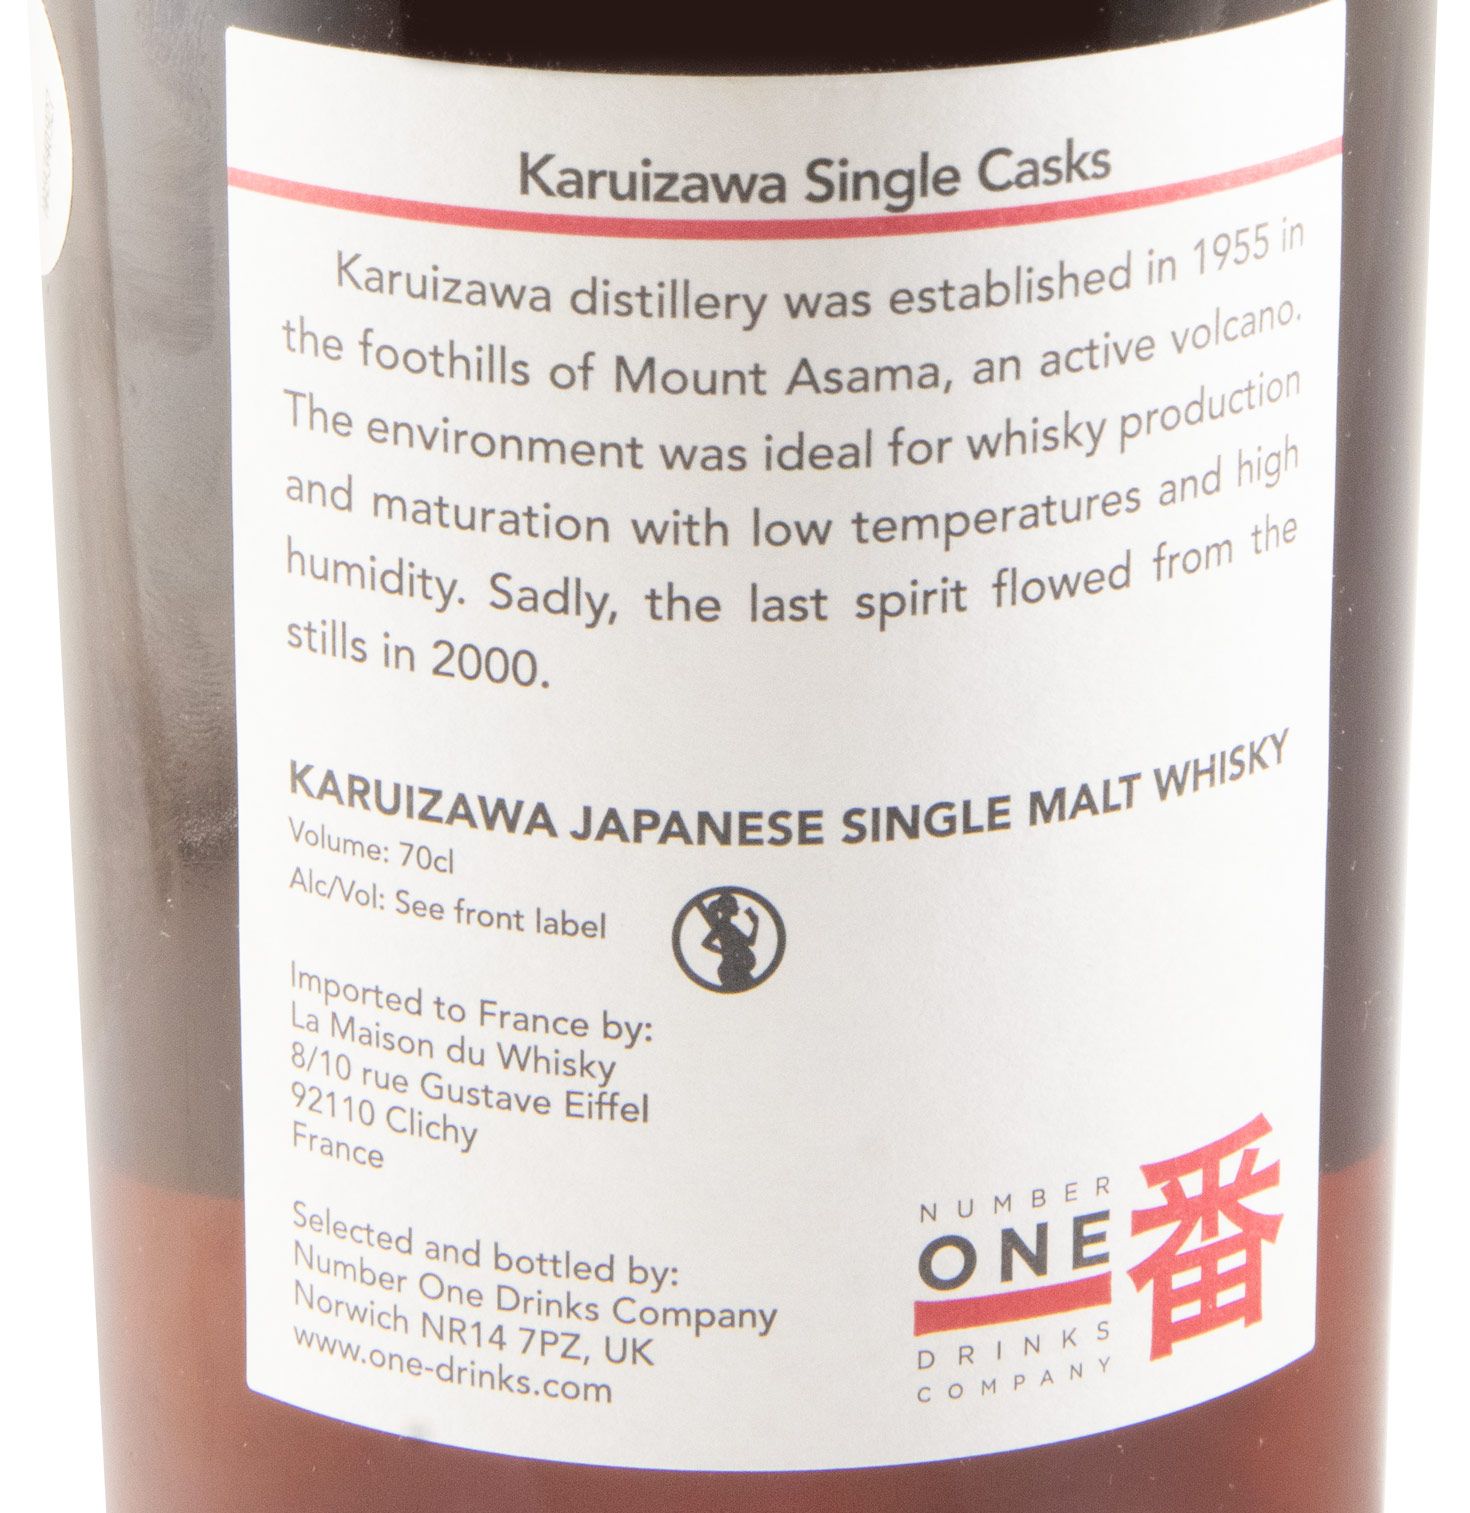 Karuizawa Single Casks
Karuizawa distillery was established in 1955 in
the foothills of Mount Asama, an active volcano.
The environment was ideal for whisky production
and maturation with low temperatures and high
humidity. Sadly, the last spirit flowed from the
stills in 2000.
KARUIZAWA JAPANESE SINGLE MALT WHISKY
Volume: 70cl
Alc/Vol: See front label
Imported to France by:
La Maison du Whisky
8/10 rue Gustave Eiffel
92110 Clichy
France
Selected and bottled by:
Number One Drinks Company
Norwich NR14 7PZ, UK
www.one-drinks.com
NUMBER
ONE
一番
DRINKS
COMPANY